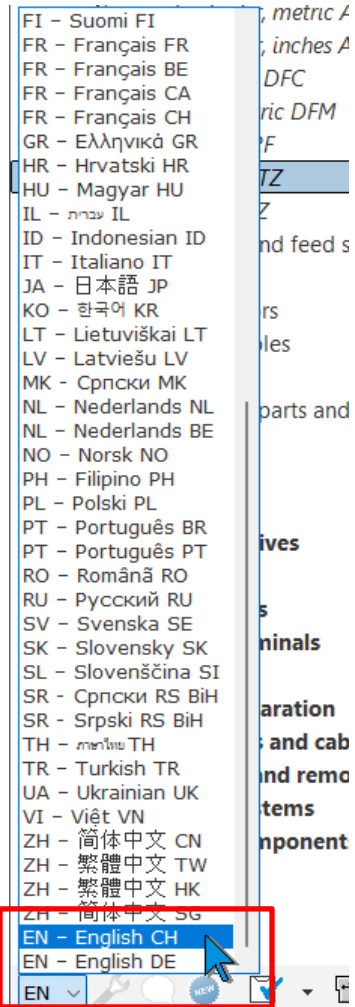 FI – Suomi FI
, metric A
FR – Français FR
, inches A
FR – Français BE
DFC
FR – Français CA
FR – Français CH
ric DFM
GR – Ελληνικά GR
HR – Hrvatski HR
TZ
HU – Magyar HU
IL – עברית IL
ID – Indonesian ID
nd feed s
IT – Italiano IT
JA – 日本語 JP
KO – 한국어 KR
rs
LT – Lietuviškai LT
les
LV – Latviešu LV
MK - Српски MK
NL – Nederlands NL
parts and
NL – Nederlands BE
NO – Norsk NO
PH – Filipino PH
PL – Polski PL
PT – Português BR
ives
PT – Português PT
RO – Română RO
RU – Русский RU
s
SV – Svenska SE
SK – Slovensky SK
minals
SL – Slovenščina SI
SR - Српски RS BiH
aration
SR - Srpski RS BiH
TH – ภาษาไทย TH
and cab
TR – Turkish TR
nd remo
UA – Ukrainian UK
tems
VI – Việt VN
ZH – 简体中文 CN
mponents
ZH – 繁體中文 TW
ZH – 繁體中文 HK
ZH – 简体中文 SG
EN – English CH
EN – English DE
EN
NEW